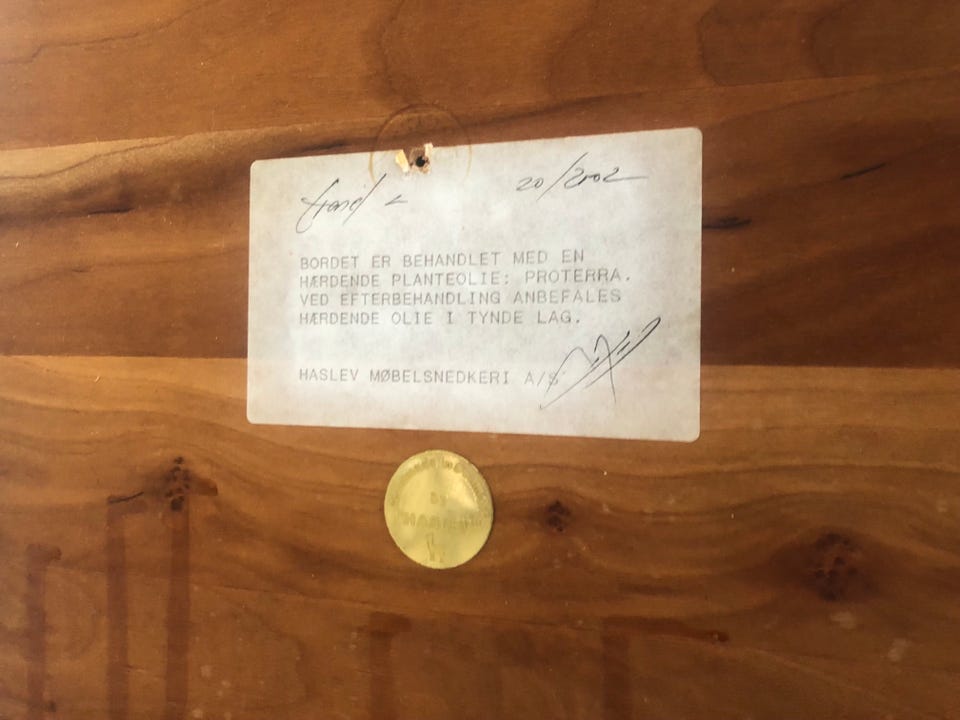 20/2002
BORDET ER BEHANDLET MED EN
HÆRDENDE PLANTEOLIE: PROTERRA.
VED EFTERBEHANDLING ANBEFALES
HÆRDENDE OLIE I TYNDE LAG.
HASLEV MØBELSNEDKERI A/S
BY